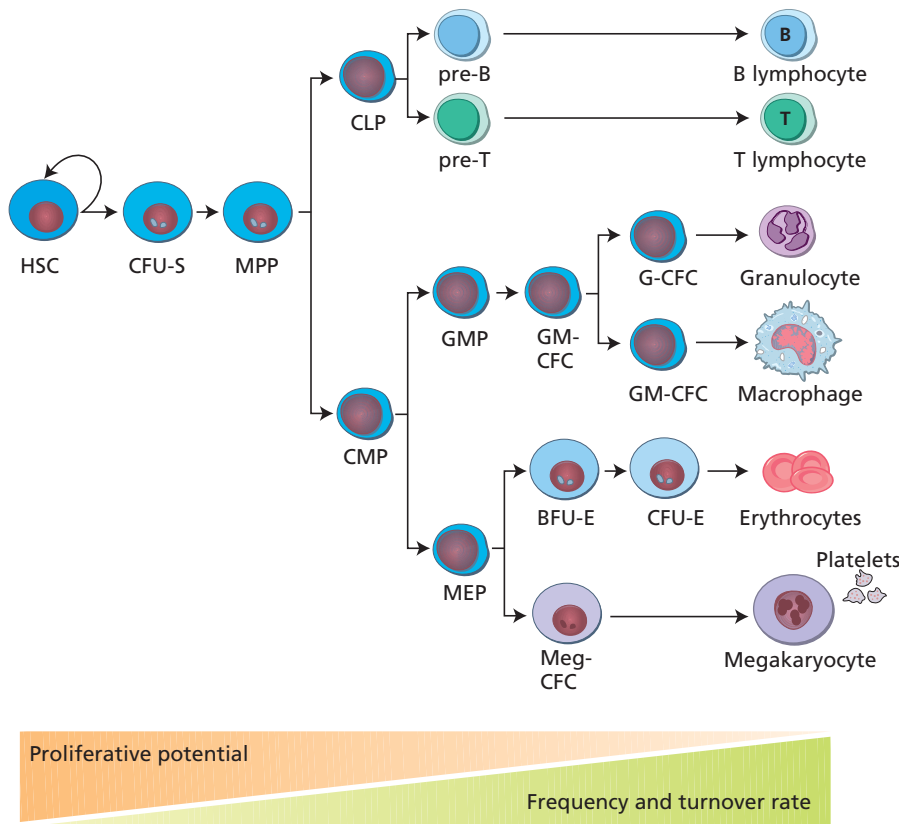 B
pre-B
B lymphocyte
CLP
T
pre-T
T lymphocyte
HSC
CFU-S
MPP
G-CFC
Granulocyte
GMP
GM-
CFC
GM-CFC
Macrophage
CMP
BFU-E
CFU-E
Erythrocytes
Platelets
MEP
Meg-
CFC
Megakaryocyte
Proliferative potential
Frequency and turnover rate